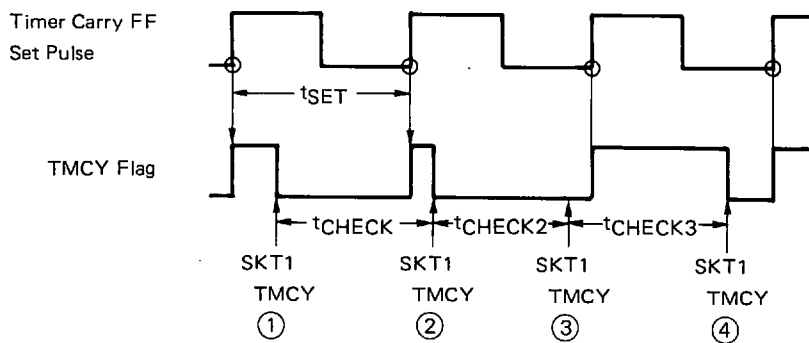 Timer Carry FF
Set Pulse
tSET
TMCY Flag
tCHECK
tCHECK2
tCHECK3
SKT1 SKT1 SKT1 SKT1
TMCY TMCY TMCY TMCY
① ② ③ ④